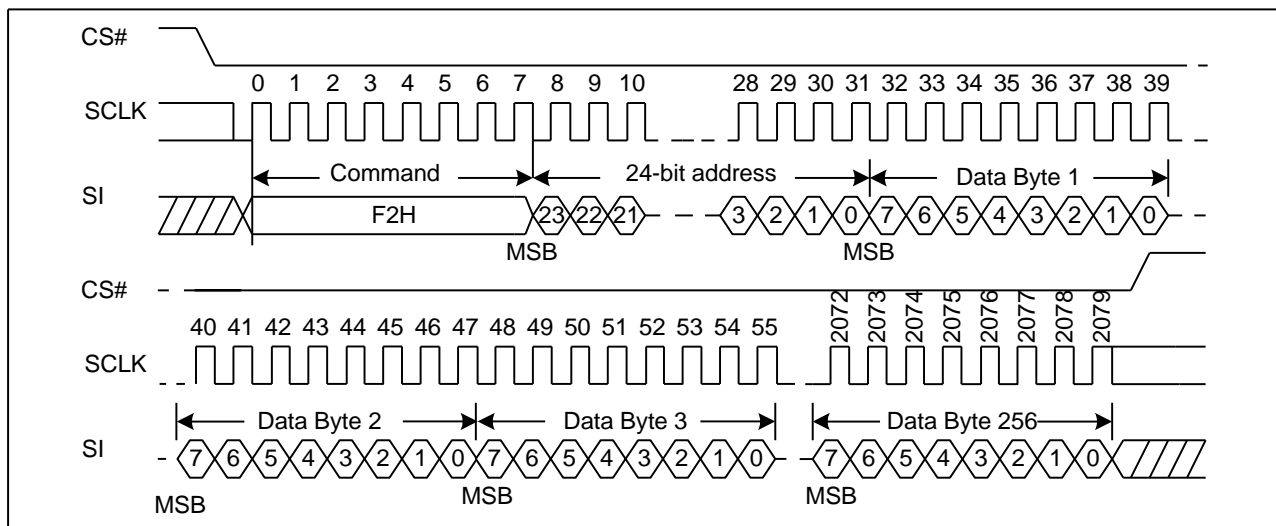 CS#
0 1 2 3 4 5 6 7 8 9 10 28 29 30 31 32 33 34 35 36 37 38 39
SCLK
Command 24-bit address Data Byte 1
SI
F2H 23 22 21 3 2 1 0 7 6 5 4 3 2 1 0
MSB MSB
CS#
40 41 42 43 44 45 46 47 48 49 50 51 52 53 54 55 2072 2073 2074 2075 2076 2077 2078 2079
SCLK
Data Byte 2 Data Byte 3 Data Byte 256
SI
7 6 5 4 3 2 1 0 7 6 5 4 3 2 1 0 7 6 5 4 3 2 1 0
MSB MSB MSB